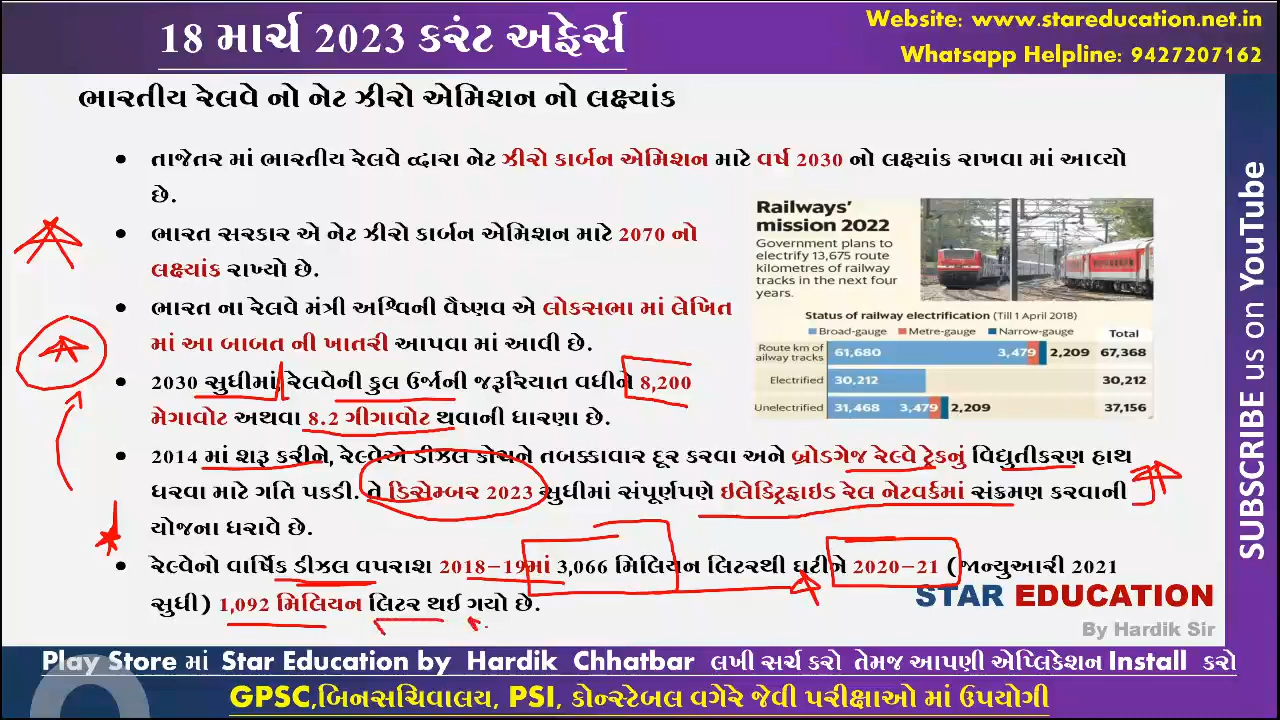 18 માર્ચ 2023 કરંટ અફેર્સ
Website: www.stareducation.net.in
Whatsapp Helpline: 9427207162
ભારતીય રેલવે નો નેટ ઝીરો એમિશન નો લક્ષ્યાંક
• તાજેતર માં ભારતીય રેલવે દ્વારા નેટ ઝીરો કાર્બન એમિશન માટે વર્ષ 2030 નો લક્ષ્યાંક રાખવા માં આવ્યો
છે.
• ભારત સરકાર એ નેટ ઝીરો કાર્બન એમિશન માટે 2070 નો
લક્ષ્યાંક રાખ્યો છે.
• ભારત ના રેલવે મંત્રી અશ્વિની વૈષ્ણવ એ લોકસભા માં લેખિત
માં આ બાબત ની ખાતરી આપવા માં આવી છે.
• 2030 સુધીમાં, રેલવેની કુલ ઉર્જાની જરૂરિયાત વધીને 8,200
મેગાવોટ અથવા 8.2 ગીગાવોટ થવાની ધારણા છે.
• 2014 માં શરૂ કરીને, રેલ્વેએ ડીઝલ કોચને તબક્કાવાર દૂર કરવા અને બ્રોડગેજ રેલ્વે ટ્રેકનું વિદ્યુતીકરણ હાથ
ધરવા માટે ગતિ પકડી. તે ડિસેમ્બર 2023 સુધીમાં સંપૂર્ણપણે ઇલેક્ટ્રિફાઇડ રેલ નેટવર્કમાં સંક્રમણ કરવાની
યોજના ધરાવે છે.
• રેલ્વેનો વાર્ષિક ડીઝલ વપરાશ 2018-19માં 3,066 મિલિયન લિટરથી ઘટીને 2020-21 (જાન્યુઆરી 2021
સુધી) 1,092 મિલિયન લિટર થઈ ગયો છે.
Railways'
mission 2022
Government plans to
electrify 13,675 route
kilometres of railway
tracks in the next four
years.
Status of railway electrification (Till 1 April 2018)
Broad-gauge Metre-gauge Narrow-gauge Total
Route km of
railway tracks 61,680 3,479 2,209 67,368
Electrified 30,212 30,212
Unelectrified 31,468 3,479 2,209 37,156
STAR EDUCATION
By Hardik Sir
SUBSCRIBE us on YouTube
Play Store માં Star Education by Hardik Chhatbar લખી સર્ચ કરો તેમજ આપણી એપ્લિકેશન Install કરો
GPSC,બિનસચિવાલય, PSI, કોન્સ્ટેબલ વગેરે જેવી પરીક્ષાઓ માં ઉપયોગી